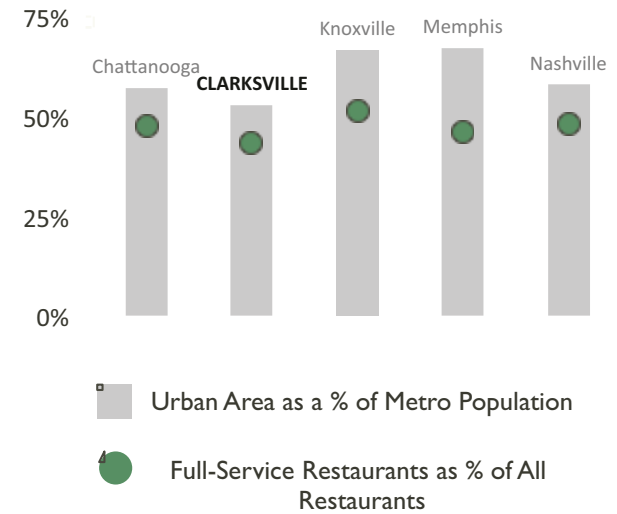 75%
Knoxville
Memphis
Chattanooga
CLARKSVILLE
Nashville
50%
25%
0%
Urban Area as a % of Metro Population
Full-Service Restaurants as % of All
Restaurants